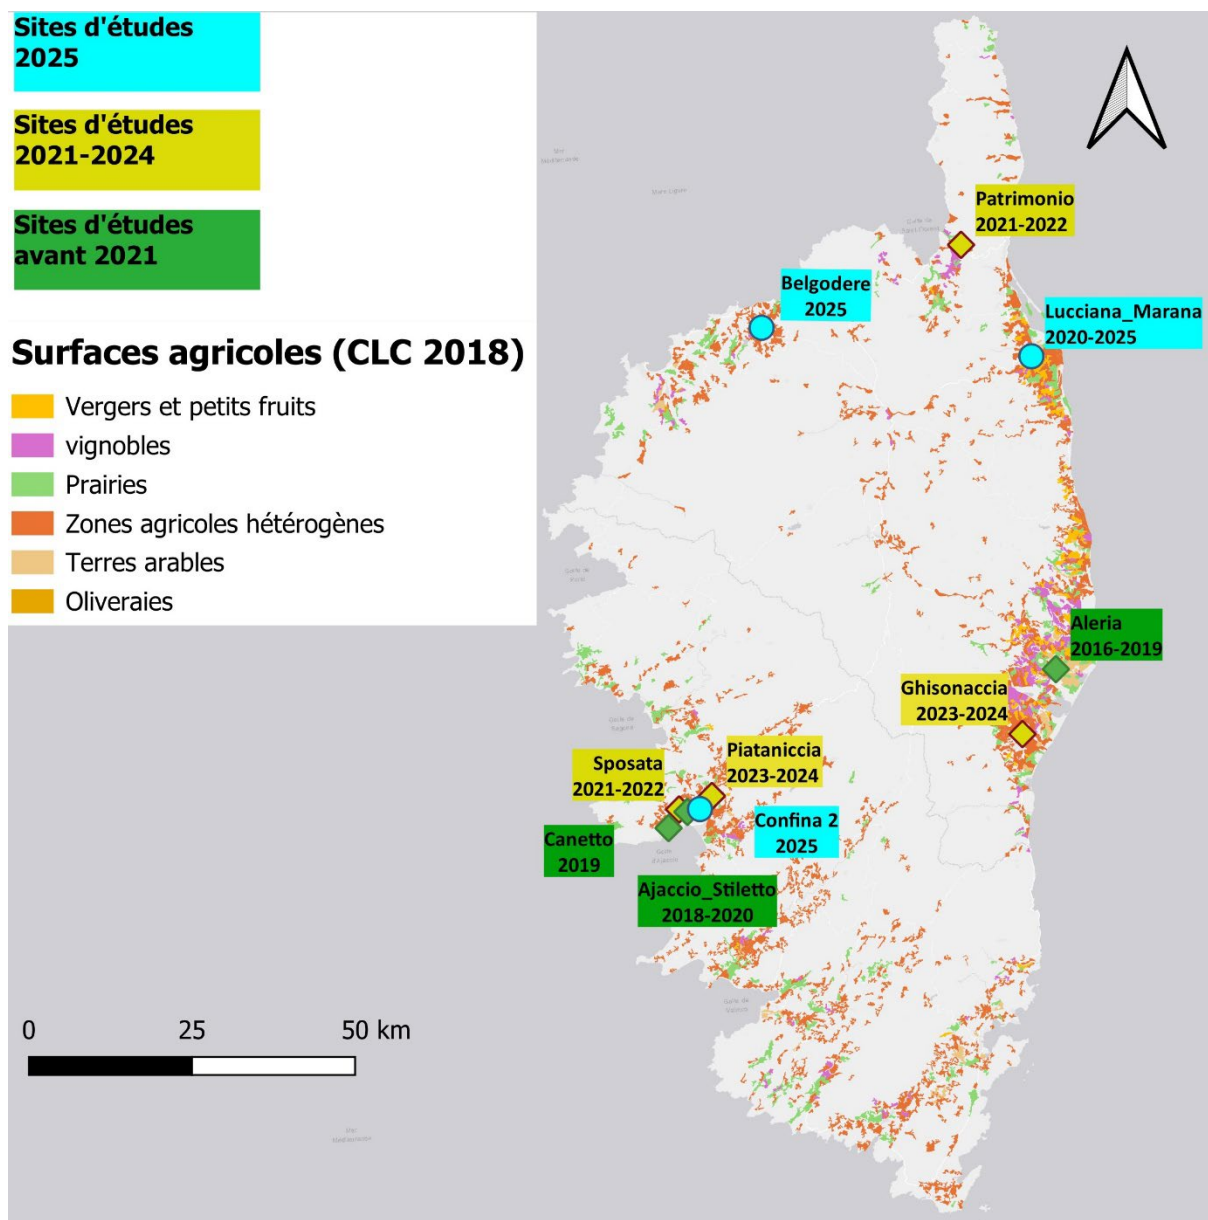 Sites d'études
2025
Sites d'études
2021-2024
Sites d'études
avant 2021
Surfaces agricoles (CLC 2018)
Vergers et petits fruits
vignobles
Prairies
Zones agricoles hétérogènes
Terres arables
Oliveraies
Patrimonio
2021-2022
Belgodere
2025
Lucciana_Marana
2020-2025
Aleria
2016-2019
Ghisonaccia
2023-2024
Sposata
2021-2022
Piataniccia
2023-2024
Canetto
2019
Confina 2
2025
Ajaccio_Stiletto
2018-2020
0 25 50 km